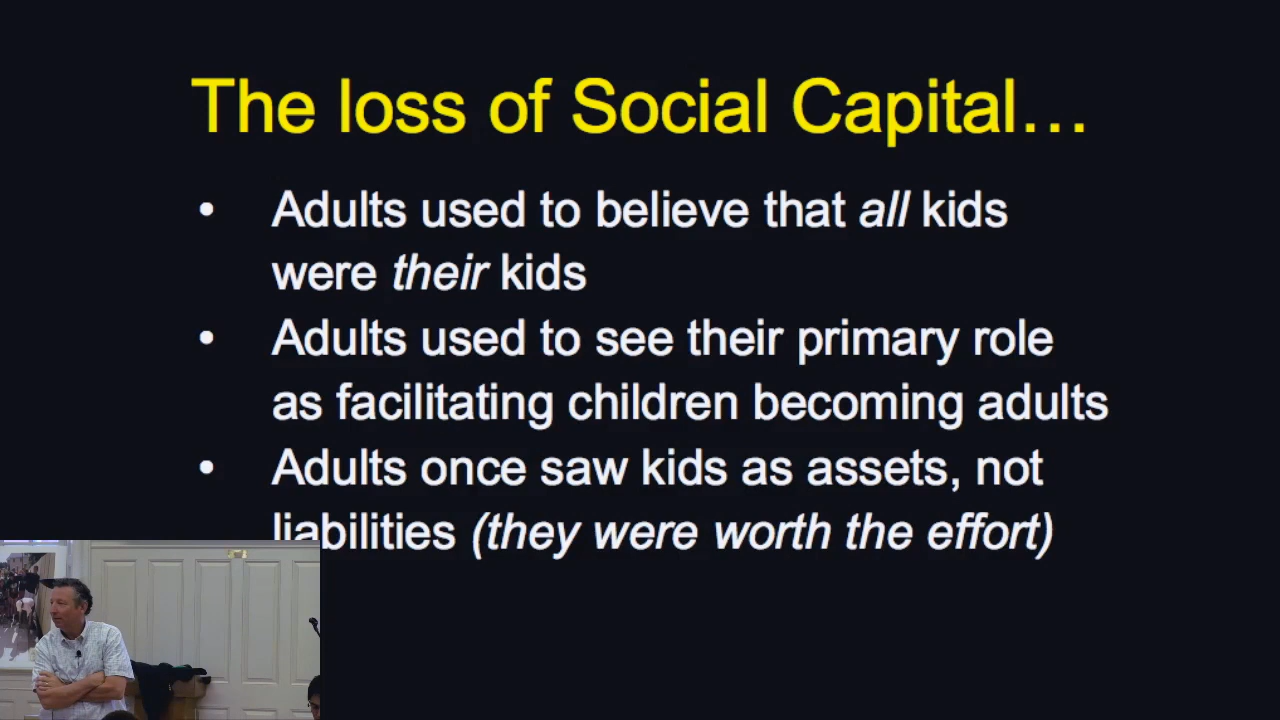 The loss of Social Capital…
• Adults used to believe that all kids
were their kids
• Adults used to see their primary role
as facilitating children becoming adults
• Adults once saw kids as assets, not
liabilities (they were worth the effort)